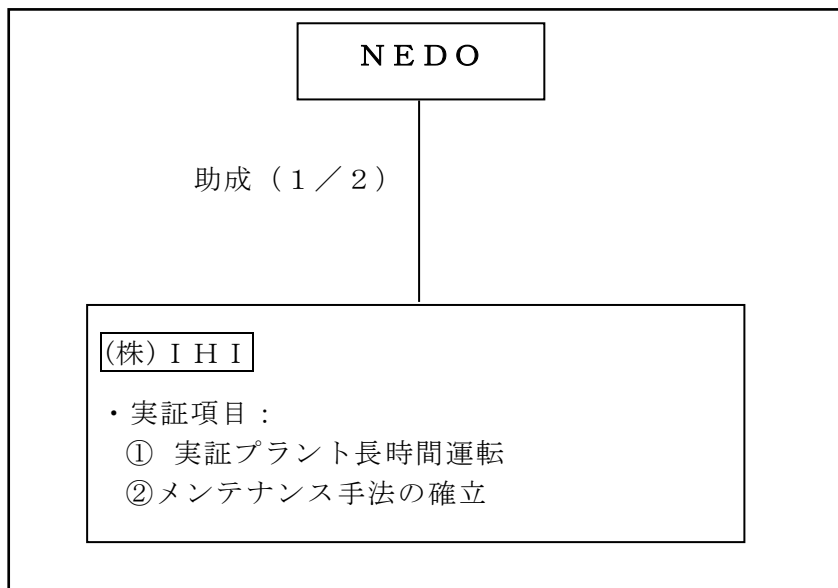 ＮＥＤＯ
助成（１／２）
(株)ＩＨＩ
・実証項目：
① 実証プラント長時間運転
②メンテナンス手法の確立